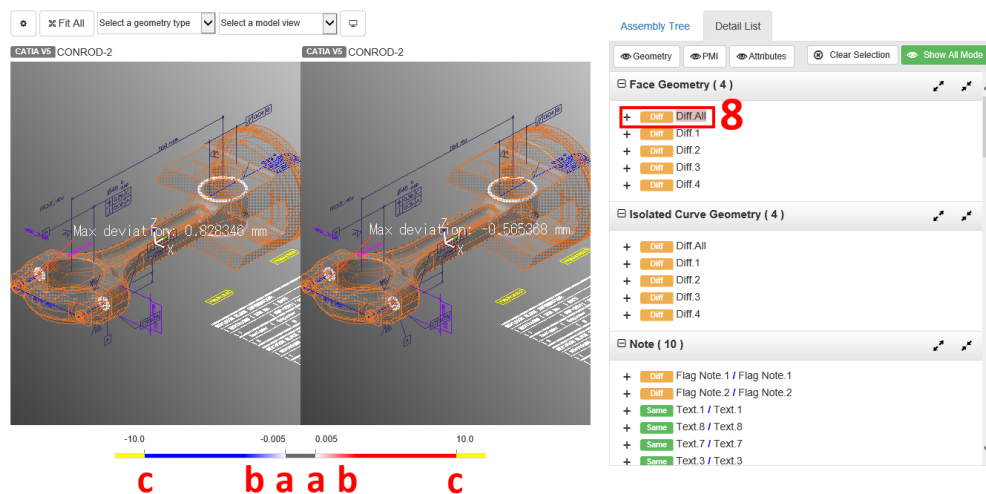 Fit All
Select a geometry type
Select a model view
CATIA V5 CONROD-2
CATIA V5 CONROD-2
Max deviation: 0.828346 mm
Z
X
Max deviation: -0.565368 mm
Z
X
-10.0
-0.005
0.005
10.0
c
b
a
a
b
c
Assembly Tree
Detail List
Geometry
PMI
Attributes
Clear Selection
Show All Mode
Face Geometry ( 4 )
Diff Diff.All
8
Diff Diff.1
Diff Diff.2
Diff Diff.3
Diff Diff.4
Isolated Curve Geometry ( 4 )
Diff Diff.All
Diff Diff.1
Diff Diff.2
Diff Diff.3
Diff Diff.4
Note ( 10 )
Diff Flag Note.1 / Flag Note.1
Diff Flag Note.2 / Flag Note.2
Same Text.1 / Text.1
Same Text.8 / Text.8
Same Text.7 / Text.7
Same Text.3 / Text.3